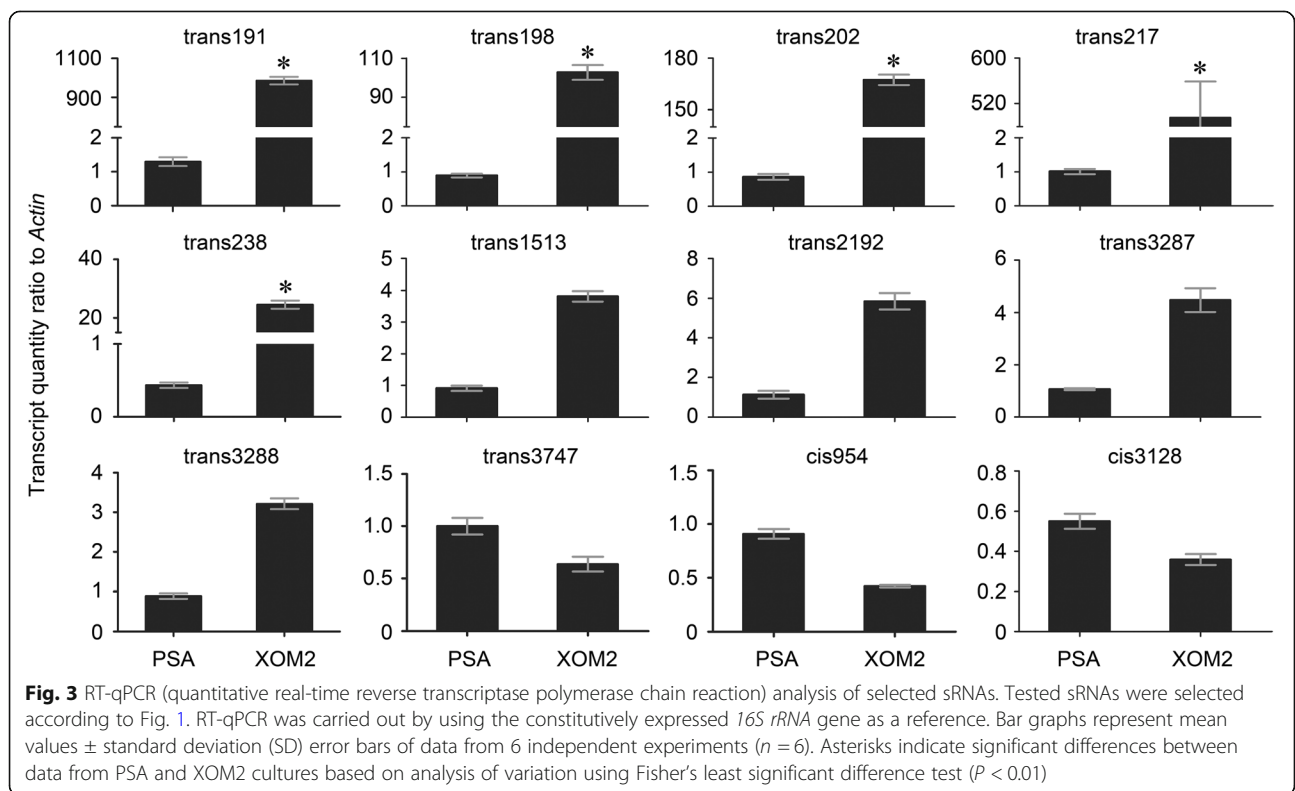 trans191 trans198 trans202 trans217
1100 * 110 * 180 * 600 *
900 90 150 520
2 2 2 2
1 1 1 1
0 0 0 0
Transcript quantity ratio to Actin
trans238 trans1513 trans2192 trans3287
40 * 5 8 6
20 4 6 4
1 3 4 2
0 2 2 0
1 0
0
trans3288 trans3747 cis954 cis3128
4 1.5 1.5 0.8
3 1.0 1.0 0.6
2 0.5 0.5 0.4
1 0 0 0.2
0 0
PSA XOM2 PSA XOM2 PSA XOM2 PSA XOM2
Fig. 3 RT-qPCR (quantitative real-time reverse transcriptase polymerase chain reaction) analysis of selected sRNAs. Tested sRNAs were selected
according to Fig. 1. RT-qPCR was carried out by using the constitutively expressed 16S rRNA gene as a reference. Bar graphs represent mean
values ± standard deviation (SD) error bars of data from 6 independent experiments (n = 6). Asterisks indicate significant differences between
data from PSA and XOM2 cultures based on analysis of variation using Fisher's least significant difference test (P < 0.01)